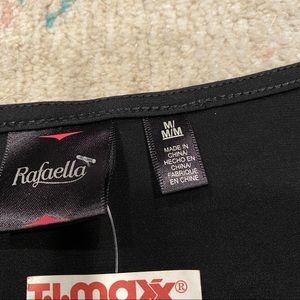 Rafaella
M/
M/M
MADE IN
CHINA/
HECHO EN
CHINA/
FABRIQUÉ
EN CHINE
T.J.maxx®